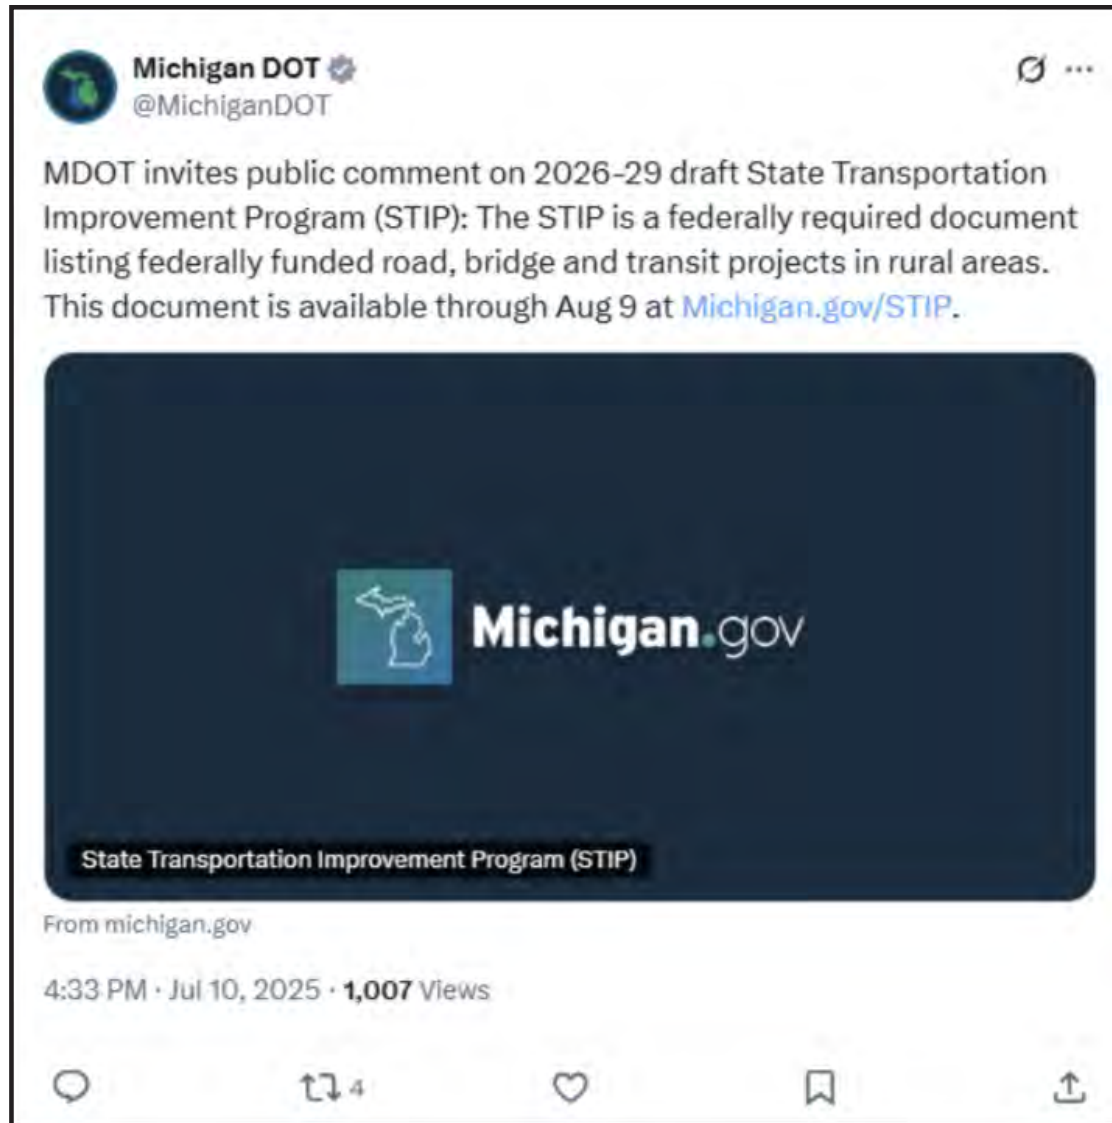 Michigan DOT
@MichiganDOT
MDOT invites public comment on 2026-29 draft State Transportation
Improvement Program (STIP): The STIP is a federally required document
listing federally funded road, bridge and transit projects in rural areas.
This document is available through Aug 9 at Michigan.gov/STIP.
Michigan.gov
State Transportation Improvement Program (STIP)
From michigan.gov
4:33 PM · Jul 10, 2025 · 1,007 Views
4